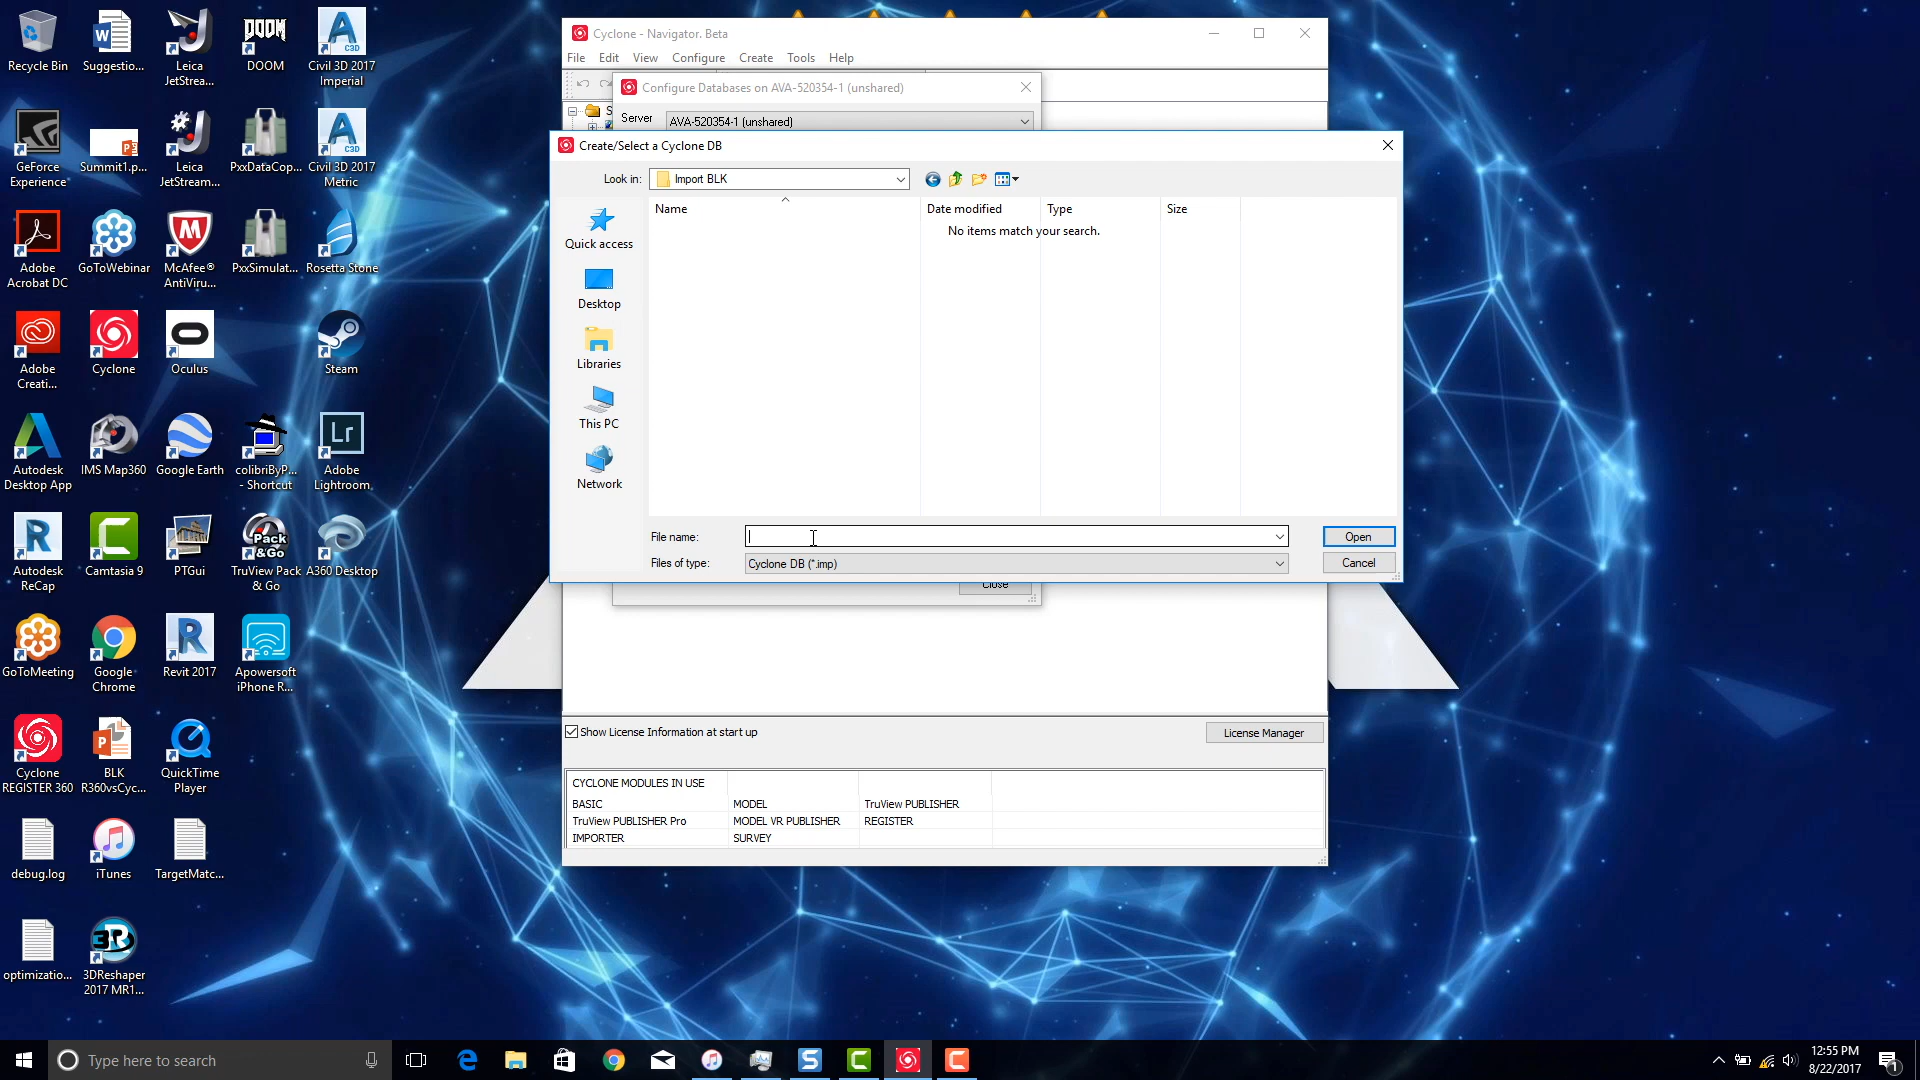 Recycle Bin
Suggestio...
Leica
JetStrea...
DOOM
DOOM
C3D
Civil 3D 2017
Imperial
GeForce
Experience
Summit1.p...
Leica
JetStream...
PxxDataCop...
C3D
Civil 3D 2017
Metric
Adobe
Acrobat DC
GoToWebinar
McAfee®
AntiViru...
PxxSimulat...
Rosetta Stone
Adobe
Creati...
Cyclone
Oculus
Steam
Autodesk
Desktop App
IMS Map360
Google Earth
colibriByP...
- Shortcut
Lr
Adobe
Lightroom
Autodesk
ReCap
Camtasia 9
PTGui
Pack
&Go
TruView Pack
& Go
A360 Desktop
GoToMeeting
Google
Chrome
Revit 2017
Apowersoft
iPhone R...
Cyclone
REGISTER 360
BLK
R360vsCyc...
QuickTime
Player
debug.log
iTunes
TargetMatc...
optimizatio...
3DReshaper
2017 MR1...
Cyclone - Navigator. Beta
File Edit View Configure Create Tools Help
Configure Databases on AVA-520354-1 (unshared)
S
Server AVA-520354-1 (unshared)
Create/Select a Cyclone DB
Look in: Import BLK
Name Date modified Type Size
No items match your search.
Quick access
Desktop
Libraries
This PC
Network
File name: Open
Files of type: Cyclone DB (*.imp) Cancel
Close
Show License Information at start up License Manager
CYCLONE MODULES IN USE
BASIC MODEL TruView PUBLISHER
TruView PUBLISHER Pro MODEL VR PUBLISHER REGISTER
IMPORTER SURVEY
Type here to search
12:55 PM
8/22/2017
1